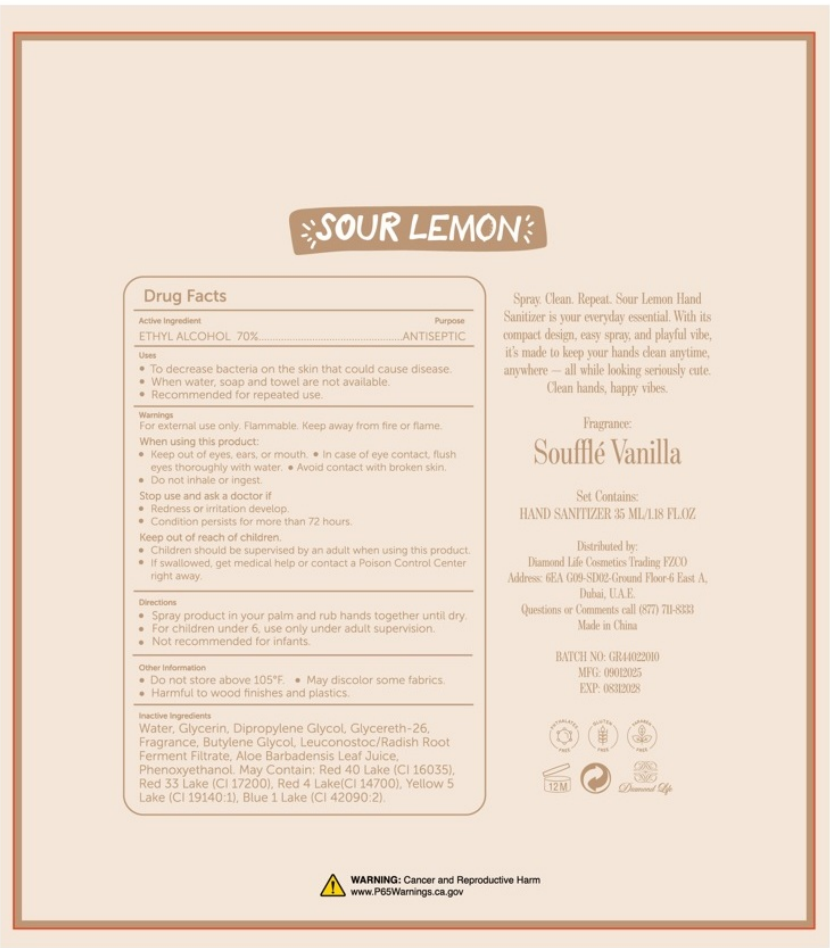 SOUR LEMON
Drug Facts
Active Ingredient Purpose
ETHYL ALCOHOL 70%................................................ANTISEPTIC
Uses
• To decrease bacteria on the skin that could cause disease.
• When water, soap and towel are not available.
• Recommended for repeated use.
Warnings
For external use only. Flammable. Keep away from fire or flame.
When using this product:
• Keep out of eyes, ears, or mouth. • In case of eye contact, flush
eyes thoroughly with water. • Avoid contact with broken skin.
• Do not inhale or ingest.
Stop use and ask a doctor if
• Redness or irritation develop.
• Condition persists for more than 72 hours.
Keep out of reach of children.
• Children should be supervised by an adult when using this product.
• If swallowed, get medical help or contact a Poison Control Center
right away.
Directions
• Spray product in your palm and rub hands together until dry.
• For children under 6, use only under adult supervision.
• Not recommended for infants.
Other Information
• Do not store above 105°F. • May discolor some fabrics.
• Harmful to wood finishes and plastics.
Inactive Ingredients
Water, Glycerin, Dipropylene Glycol, Glycereth-26,
Fragrance, Butylene Glycol, Leuconostoc/Radish Root
Ferment Filtrate, Aloe Barbadensis Leaf Juice,
Phenoxyethanol. May Contain: Red 40 Lake (CI 16035),
Red 33 Lake (CI 17200), Red 4 Lake(CI 14700), Yellow 5
Lake (CI 19140:1), Blue 1 Lake (CI 42090:2).
Spray. Clean. Repeat. Sour Lemon Hand
Sanitizer is your everyday essential. With its
compact design, easy spray, and playful vibe,
it's made to keep your hands clean anytime,
anywhere — all while looking seriously cute.
Clean hands, happy vibes.
Fragrance:
Soufflé Vanilla
Set Contains:
HAND SANITIZER 35 ML/1.18 FL.OZ
Distributed by:
Diamond Life Cosmetics Trading FZCO
Address: 6EA G09-SD02-Ground Floor-6 East A,
Dubai, U.A.E.
Questions or Comments call (877) 711-8333
Made in China
BATCH NO: GR44022010
MFG: 09012025
EXP: 08312028
PHTHALATES FREE
GLUTEN FREE
PARABEN FREE
12M
Diamond Life
WARNING: Cancer and Reproductive Harm
www.P65Warnings.ca.gov